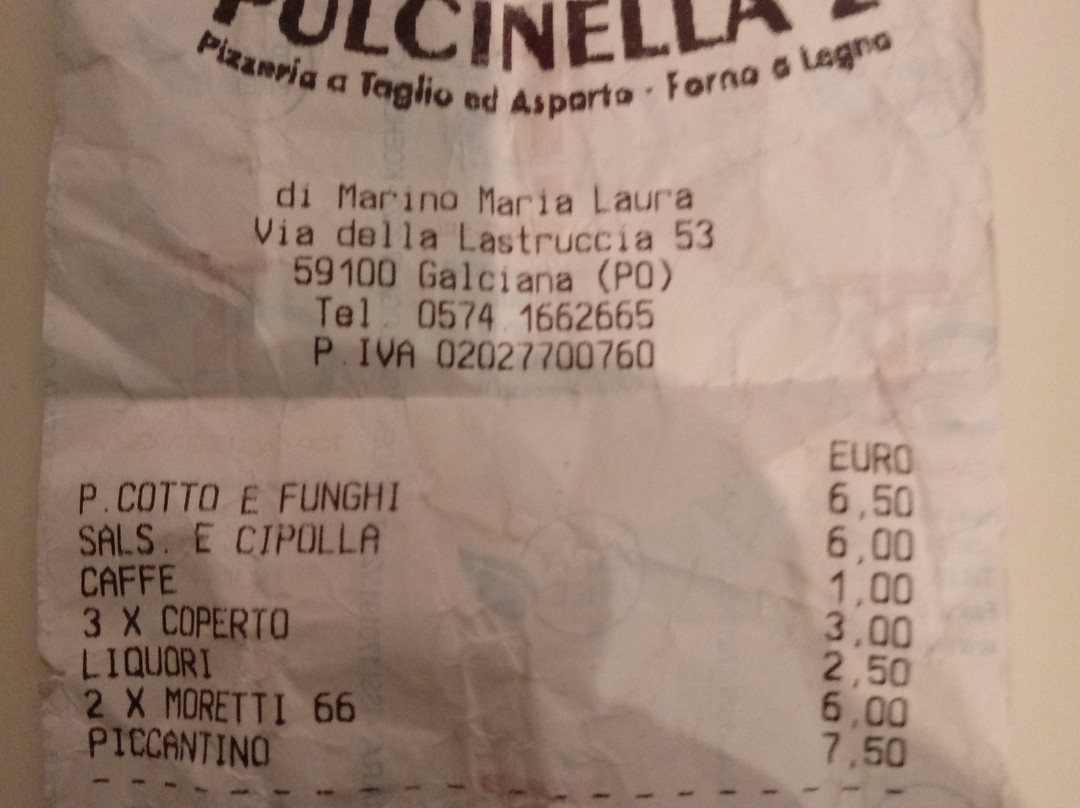 PULCINELLA 2
Pizzeria a Taglio ed Asporto · Forno a Legna
di Marino Maria Laura
Via della Lastruccia 53
59100 Galciana (PO)
Tel. 0574.1662665
P.IVA 02027700760
EURO
P.COTTO E FUNGHI 6,50
SALS. E CIPOLLA 6,00
CAFFE 1,00
3 X COPERTO 3,00
LIQUORI 2,50
2 X MORETTI 66 6,00
PICCANTINO 7,50